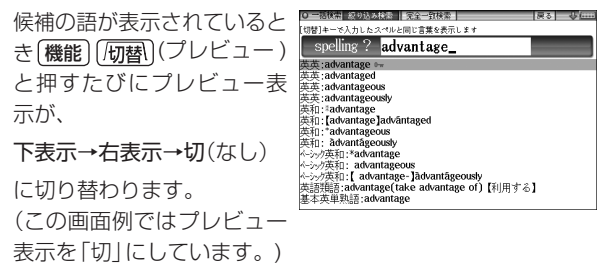 候補の語が表示されていると
き[機能][/切替](プレビュー)
と押すたびにプレビュー表
示が、
下表示→右表示→切(なし)
に切り替わります。
(この画面例ではプレビュー
表示を「切」にしています。)
一括検索 絞り込み検索 完全一致検索 戻る
[切替]キーで入力したスペルと同じ言葉を表示します
spelling ? advantage_
英英:advantage
英英:advantaged
英英:advantageous
英英:advantageously
英和:*advantage
英和:【advantage】advántaged
英和:*advantageous
英和: àdvantágeously
ベーシック英和:*advantage
ベーシック英和: advantageous
ベーシック英和:【 advantage-】àdvantágeously
英語類語:advantage(take advantage of)【利用する】
基本英単熟語:advantage